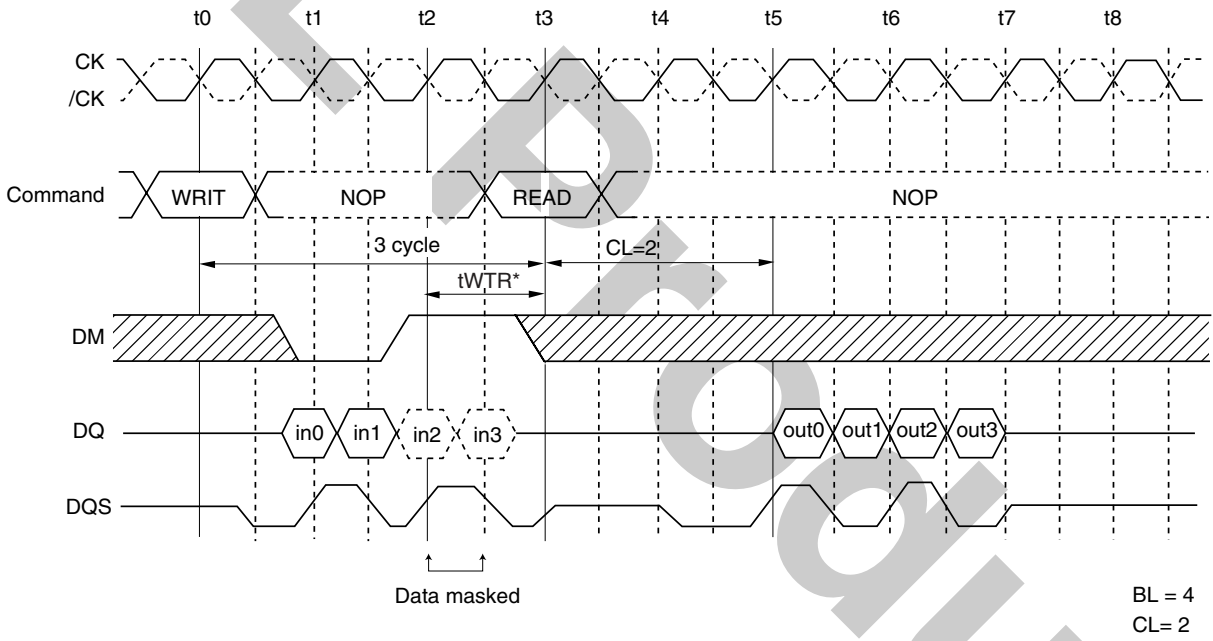 t0 t1 t2 t3 t4 t5 t6 t7 t8
CK
/CK
Command WRIT NOP READ NOP
3 cycle CL=2
tWTR*
DM
DQ in0 in1 in2 in3 out0 out1 out2 out3
DQS
Data masked
BL = 4
CL= 2